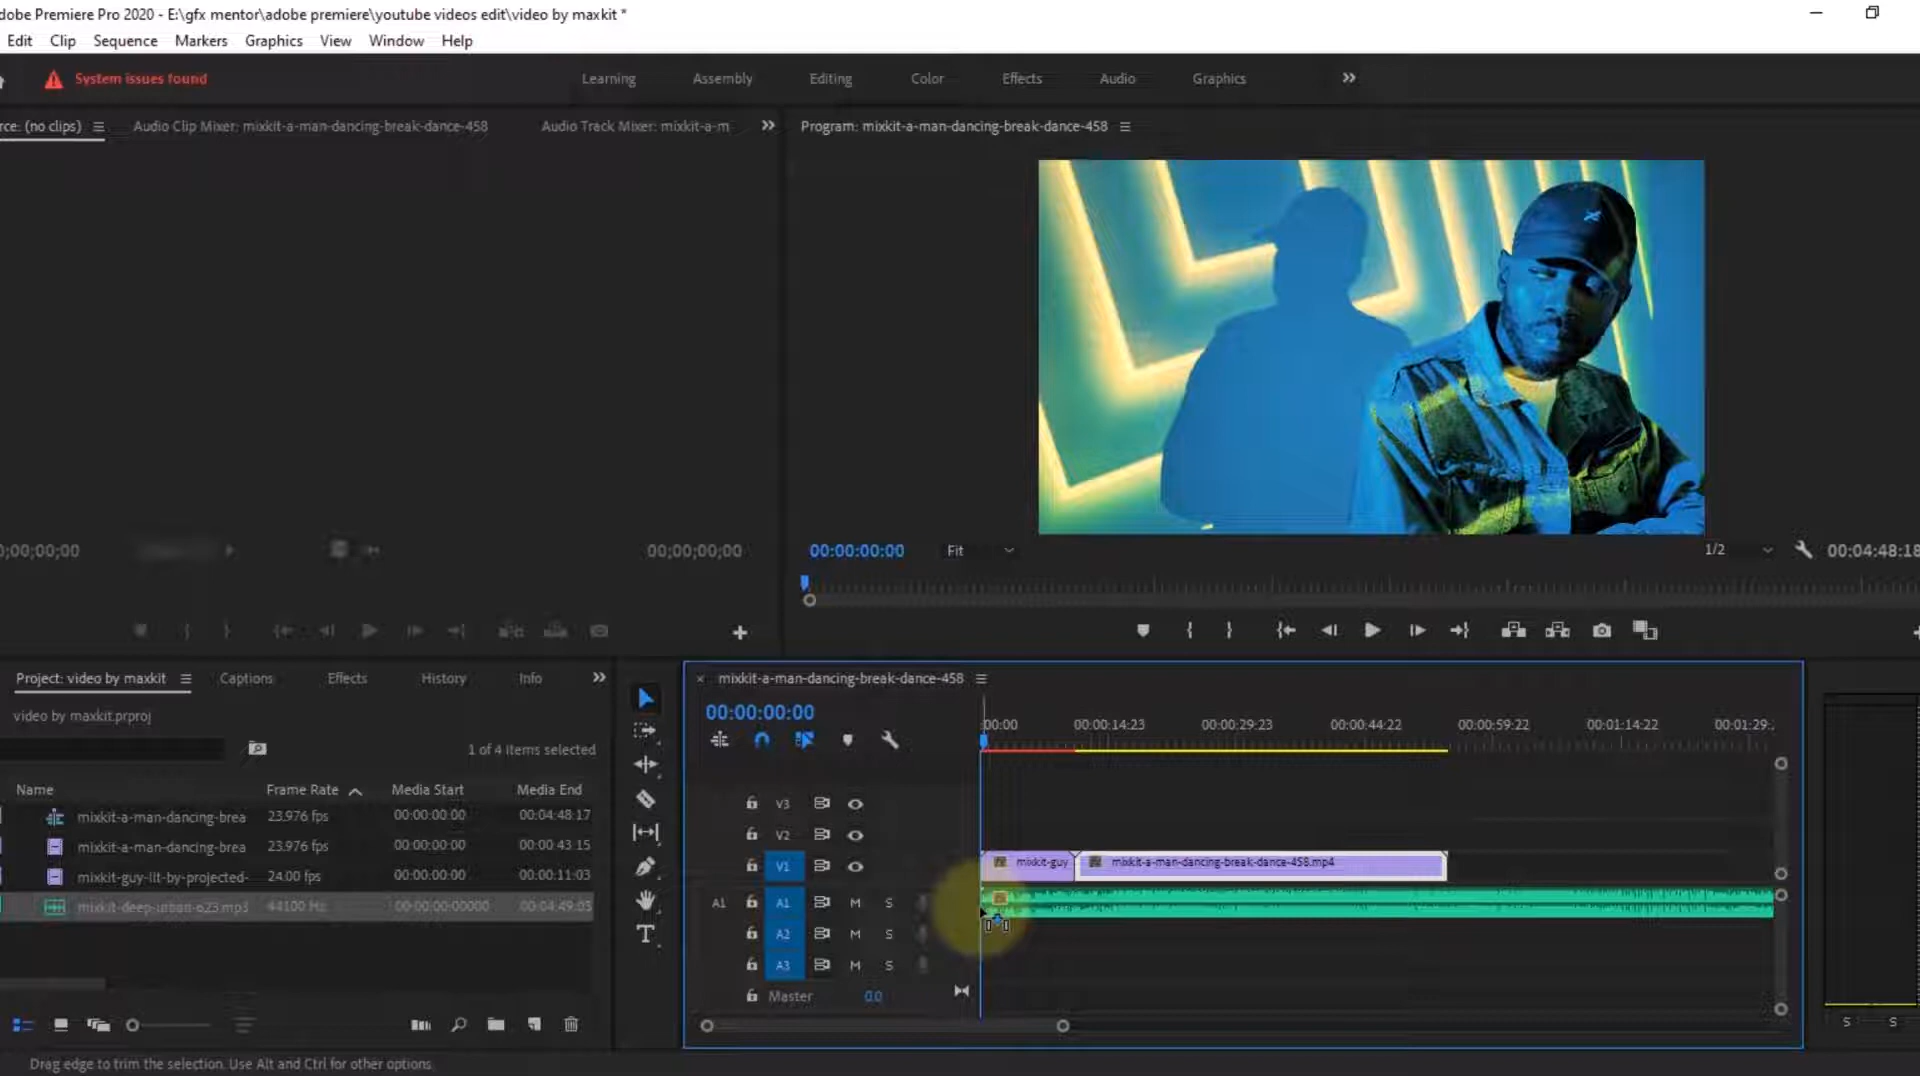 dobe Premiere Pro 2020 - E:\gfx mentor\adobe premiere\youtube videos edit\video by maxkit *
Edit Clip Sequence Markers Graphics View Window Help
System issues found Learning Assembly Editing Color Effects Audio Graphics
rce: (no clips) Audio Clip Mixer: mixkit-a-man-dancing-break-dance-458 Audio Track Mixer: mixkit-a-m Program: mixkit-a-man-dancing-break-dance-458
0;00;00;00 00;00;00;00 00:00:00:00 Fit 1/2 00:04:48:18
Project: video by maxkit Captions Effects History Info
video by maxkit.prproj
1 of 4 items selected
Name Frame Rate Media Start Media End
mixkit-a-man-dancing-brea 23.976 fps 00:00:00:00 00:04:48:17
mixkit-a-man-dancing-brea 23.976 fps 00:00:00:00 00:00:43:15
mixkit-guy-lit-by-projected- 24.00 fps 00:00:00:00 00:00:11:03
mixkit-deep-urban-623.mp3 44100 Hz 00:00:00:00000 00:04:49:05
mixkit-a-man-dancing-break-dance-458
00:00:00:00
:00:00 00:00:14:23 00:00:29:23 00:00:44:22 00:00:59:22 00:01:14:22 00:01:29:
V3
V2
V1 mixkit-guy mixkit-a-man-dancing-break-dance-458.mp4
A1 A1 M S
A2 M S
A3 M S
Master 0.0
S S
T
Drag edge to trim the selection. Use Alt and Ctrl for other options.